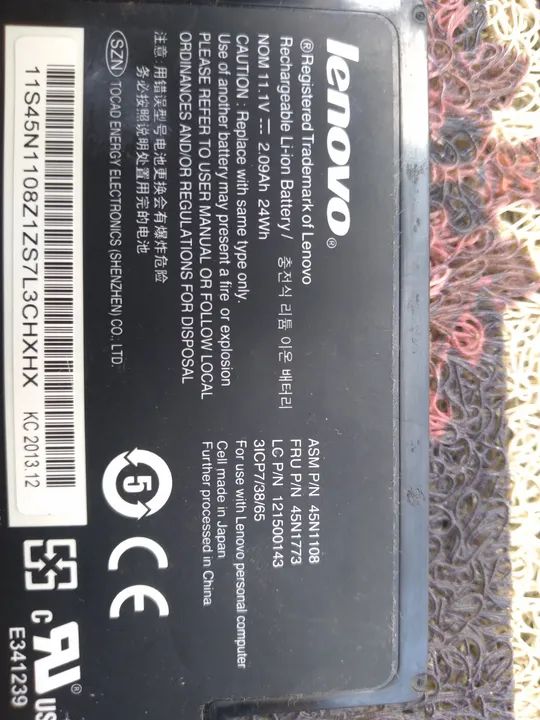 lenovo®
®Registered Trademark of Lenovo
Rechargeable Li-ion Battery / 충전식 리튬 이온 배터리
NOM 11.1V ⎓ 2.09Ah 24Wh
CAUTION : Replace with same type only.
Use of another battery may present a fire or explosion
PLEASE REFER TO USER MANUAL OR FOLLOW LOCAL
ORDINANCES AND/OR REGULATIONS FOR DISPOSAL
注意: 用错误型号电池更换会有爆炸危险
务必按照说明处置用完的电池
SZN TOCAD ENERGY ELECTRONICS (SHENZHEN) CO., LTD.
11S45N1108Z1ZS7L3CHXHX KC 2013.12
ASM P/N 45N1108
FRU P/N 45N1773
LC P/N 121500143
3ICP7/38/65
For use with Lenovo personal computer
Cell made in Japan
Further processed in China
5
CE
c RU ® US
E341239